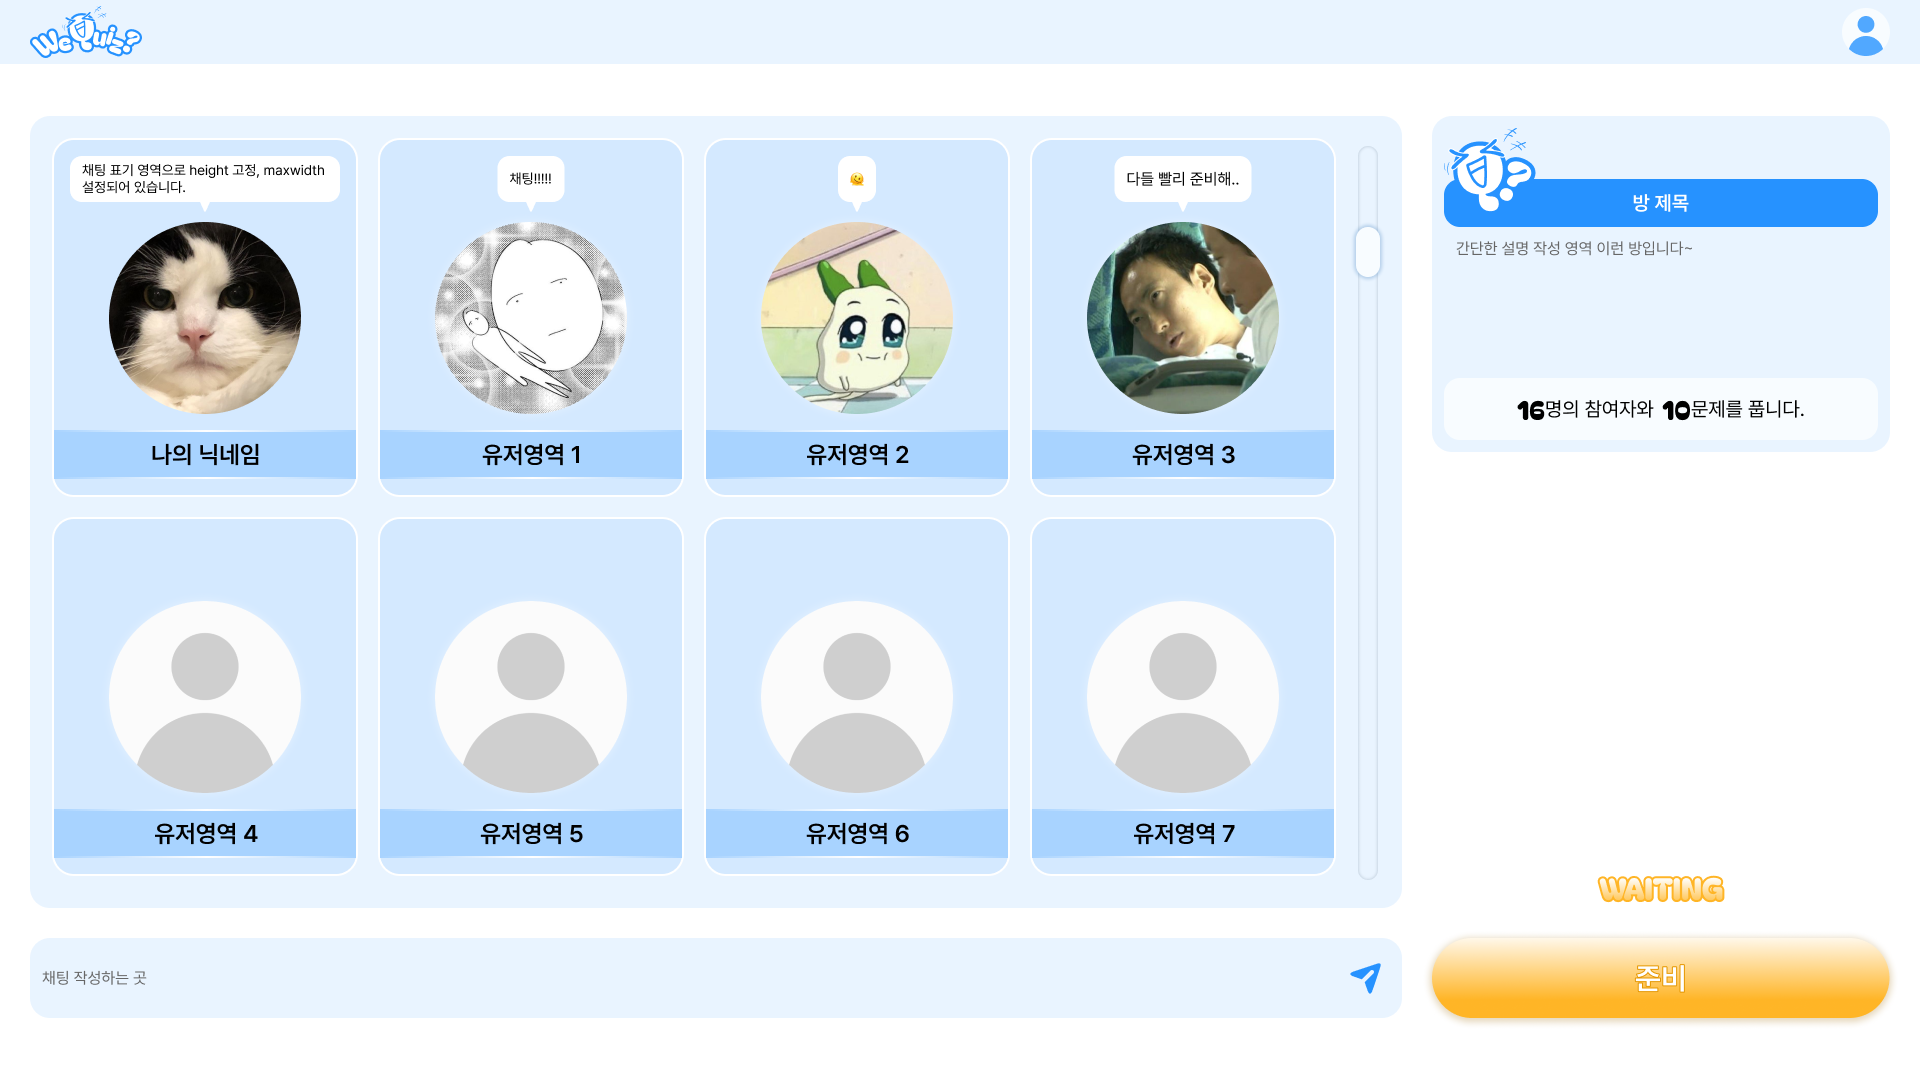 We Quiz?
채팅 표기 영역으로 height 고정, maxwidth
설정되어 있습니다.
채팅!!!!!
다들 빨리 준비해..
나의 닉네임
유저영역 1
유저영역 2
유저영역 3
유저영역 4
유저영역 5
유저영역 6
유저영역 7
채팅 작성하는 곳
방 제목
간단한 설명 작성 영역 이런 방입니다~
16명의 참여자와 10문제를 풉니다.
WAITING
준비